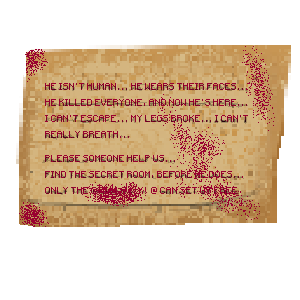 HE ISN'T HUMAN... HE WEARS THEIR FACES...
HE KILLED EVERYONE, AND NOW HE'S HERE...
I CAN'T ESCAPE... MY LEGS BROKE... I CAN'T
REALLY BREATH...
PLEASE SOMEONE HELP US...
FIND THE SECRET ROOM, BEFORE HE DOES...
ONLY THE CAN SET US FREE...